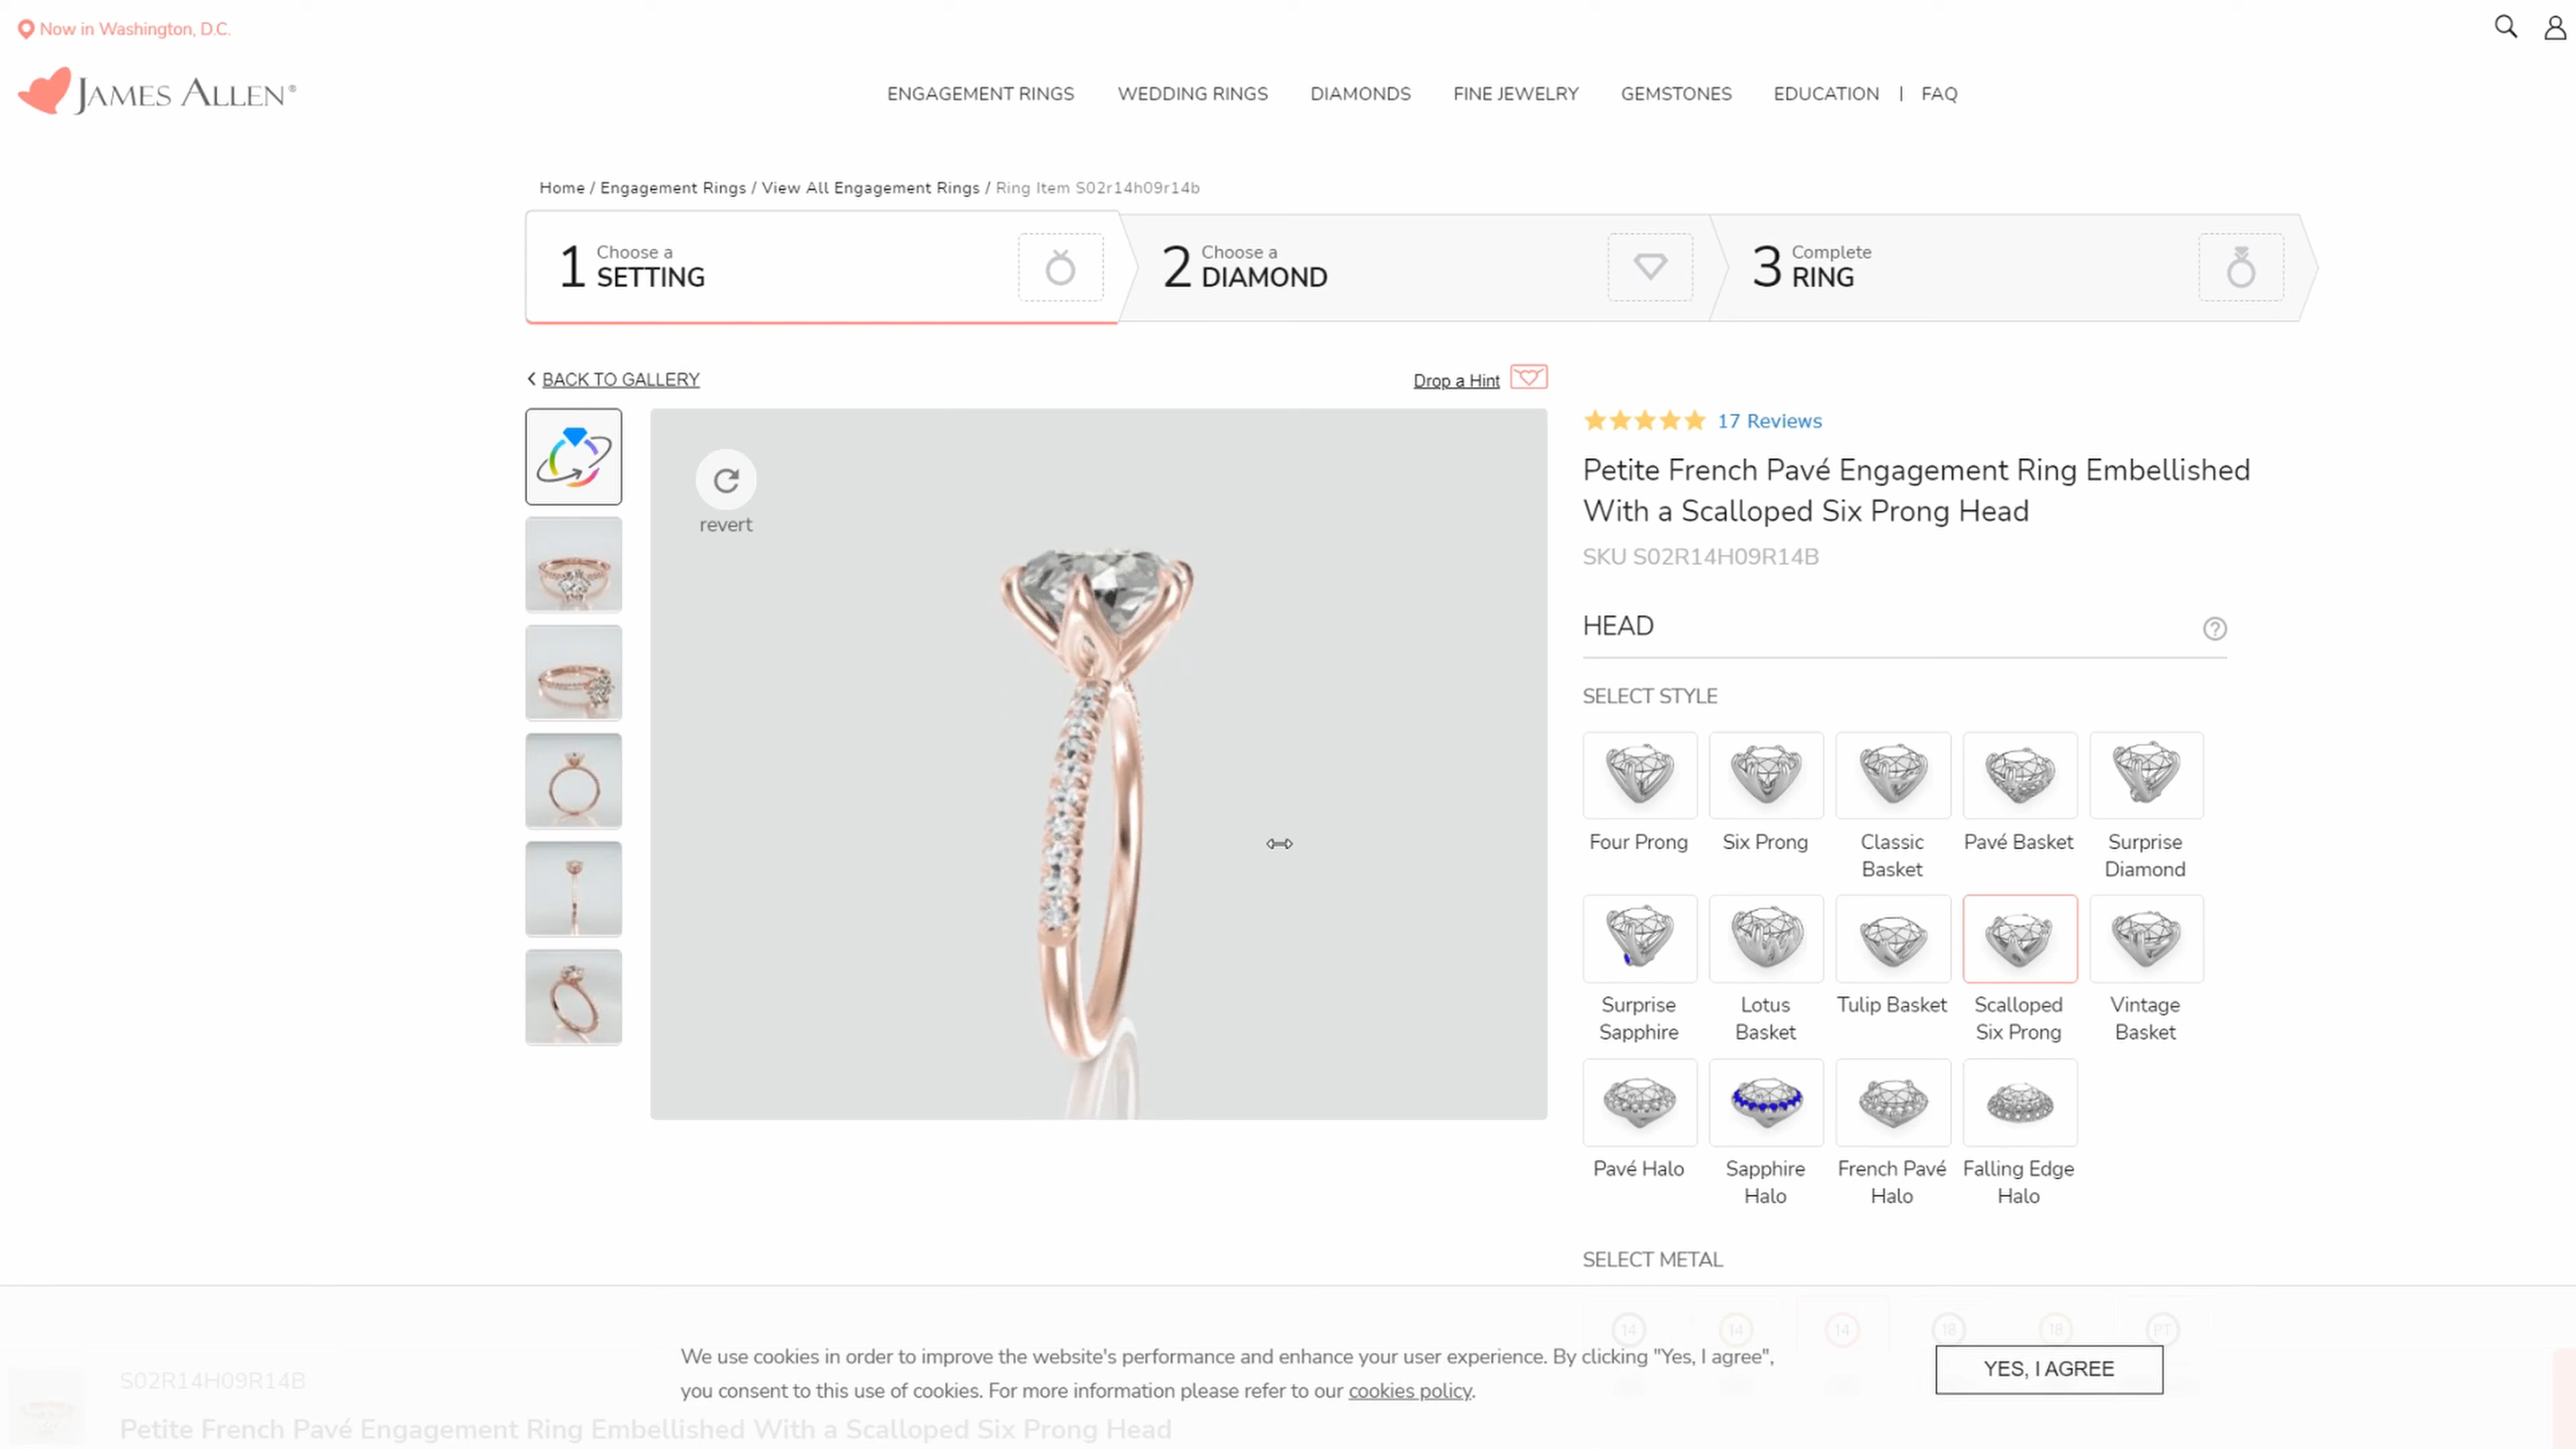 Now in Washington, D.C.
JAMES ALLEN®
ENGAGEMENT RINGS
WEDDING RINGS
DIAMONDS
FINE JEWELRY
GEMSTONES
EDUCATION | FAQ
Home / Engagement Rings / View All Engagement Rings / Ring Item S02r14h09r14b
1 Choose a
SETTING
2 Choose a
DIAMOND
3 Complete
RING
BACK TO GALLERY
Drop a Hint
revert
17 Reviews
Petite French Pavé Engagement Ring Embellished
With a Scalloped Six Prong Head
SKU S02R14H09R14B
HEAD
?
SELECT STYLE
Four Prong
Six Prong
Classic
Basket
Pavé Basket
Surprise
Diamond
Surprise
Sapphire
Lotus
Basket
Tulip Basket
Scalloped
Six Prong
Vintage
Basket
Pavé Halo
Sapphire
Halo
French Pavé
Halo
Falling Edge
Halo
SELECT METAL
14
14
14
18
18
PT
We use cookies in order to improve the website's performance and enhance your user experience. By clicking "Yes, I agree",
you consent to this use of cookies. For more information please refer to our cookies policy.
YES, I AGREE
S02R14H09R14B
Petite French Pavé Engagement Ring Embellished With a Scalloped Six Prong Head